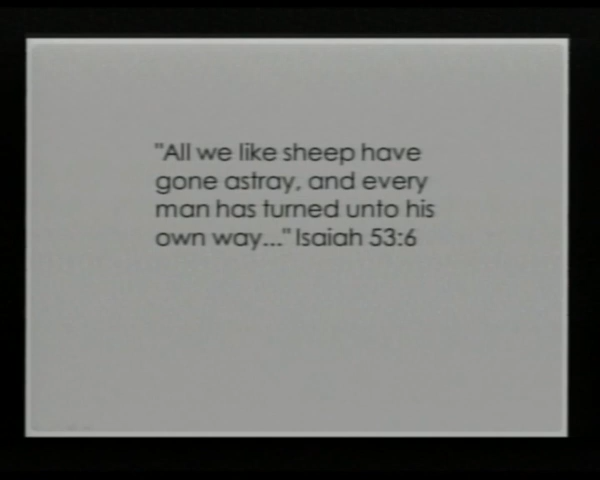 "All we like sheep have
gone astray, and every
man has turned unto his
own way..." Isaiah 53:6